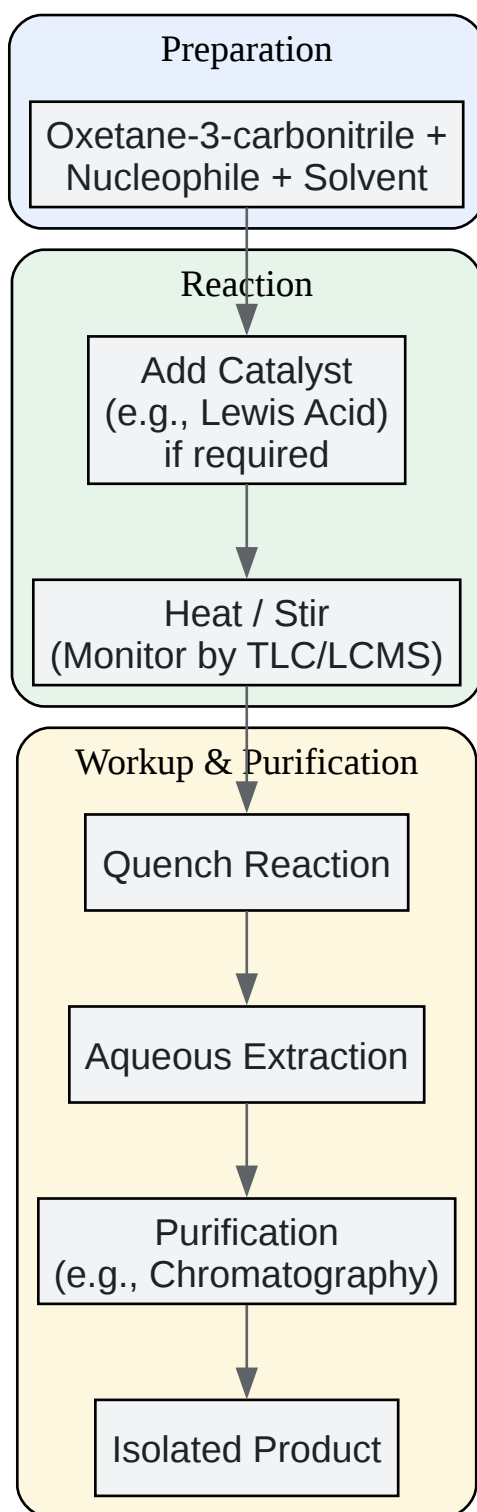 Preparation
Oxetane-3-carbonitrile +
Nucleophile + Solvent
Reaction
Add Catalyst
(e.g., Lewis Acid)
if required
Heat / Stir
(Monitor by TLC/LCMS)
Workup & Purification
Quench Reaction
Aqueous Extraction
Purification
(e.g., Chromatography)
Isolated Product